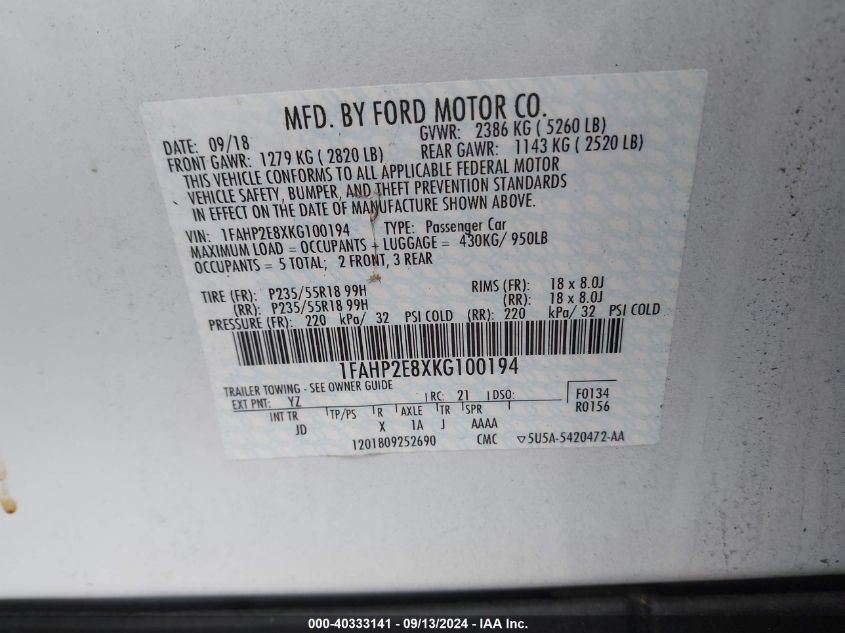 MFD. BY FORD MOTOR CO.
DATE: 09/18 GVWR: 2386 KG ( 5260 LB)
FRONT GAWR: 1279 KG ( 2820 LB) REAR GAWR: 1143 KG ( 2520 LB)
THIS VEHICLE CONFORMS TO ALL APPLICABLE FEDERAL MOTOR
VEHICLE SAFETY, BUMPER, AND THEFT PREVENTION STANDARDS
IN EFFECT ON THE DATE OF MANUFACTURE SHOWN ABOVE.
VIN: 1FAHP2E8XKG100194 TYPE: Passenger Car
MAXIMUM LOAD = OCCUPANTS + LUGGAGE = 430KG/ 950LB
OCCUPANTS = 5 TOTAL; 2 FRONT, 3 REAR
TIRE (FR): P235/55R18 99H RIMS (FR): 18 x 8.0J
(RR): P235/55R18 99H (RR): 18 x 8.0J
PRESSURE (FR): 220 kPa/ 32 PSI COLD (RR): 220 kPa/ 32 PSI COLD
1FAHP2E8XKG100194
TRAILER TOWING - SEE OWNER GUIDE
EXT PNT: YZ RC: 21 DSO: F0134
INT TR TP/PS R AXLE TR SPR R0156
JD X 1A J AAAA
1201809252690 CMC ▽5U5A-5420472-AA
000-40333141 - 09/13/2024 - IAA Inc.